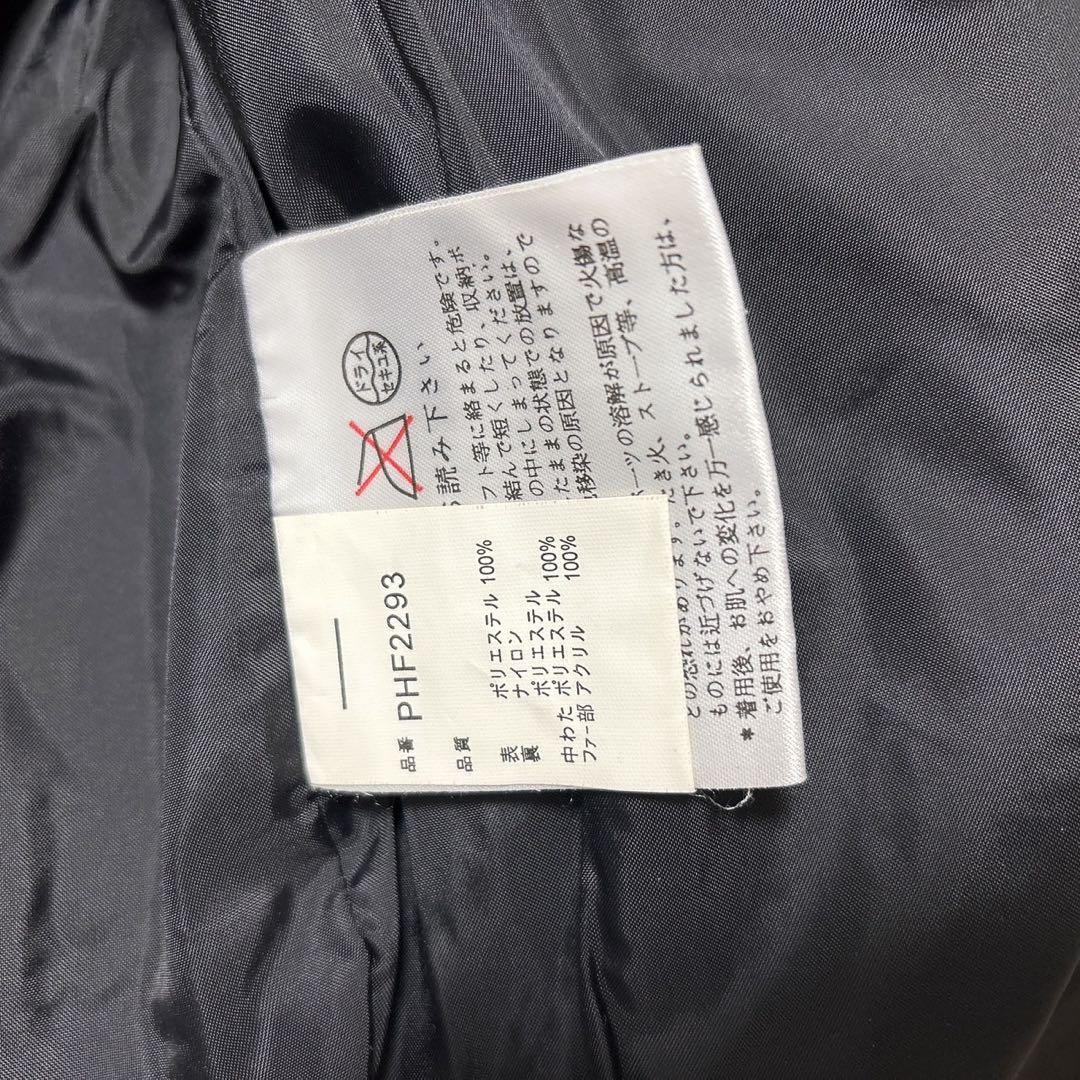 ドライ
セキユ系
読み下さい
フト等に絡まると危険です。
結んで短くしたり、収納ポ
の中にしまってください。
たままの状態での放置は、
移染の原因となりますので
ーツの溶解が原因で火傷な
どの恐れがあります。たき火、ストーブ等、高温の
ものには近づけないで下さい。
*着用後、お肌への変化を万一感じられました方は、
ご使用をおやめ下さい。
品番 PHF2293
品質
表 ポリエステル 100%
ナイロン
裏 ポリエステル
中わた ポリエステル 100%
ファー部 アクリル 100%